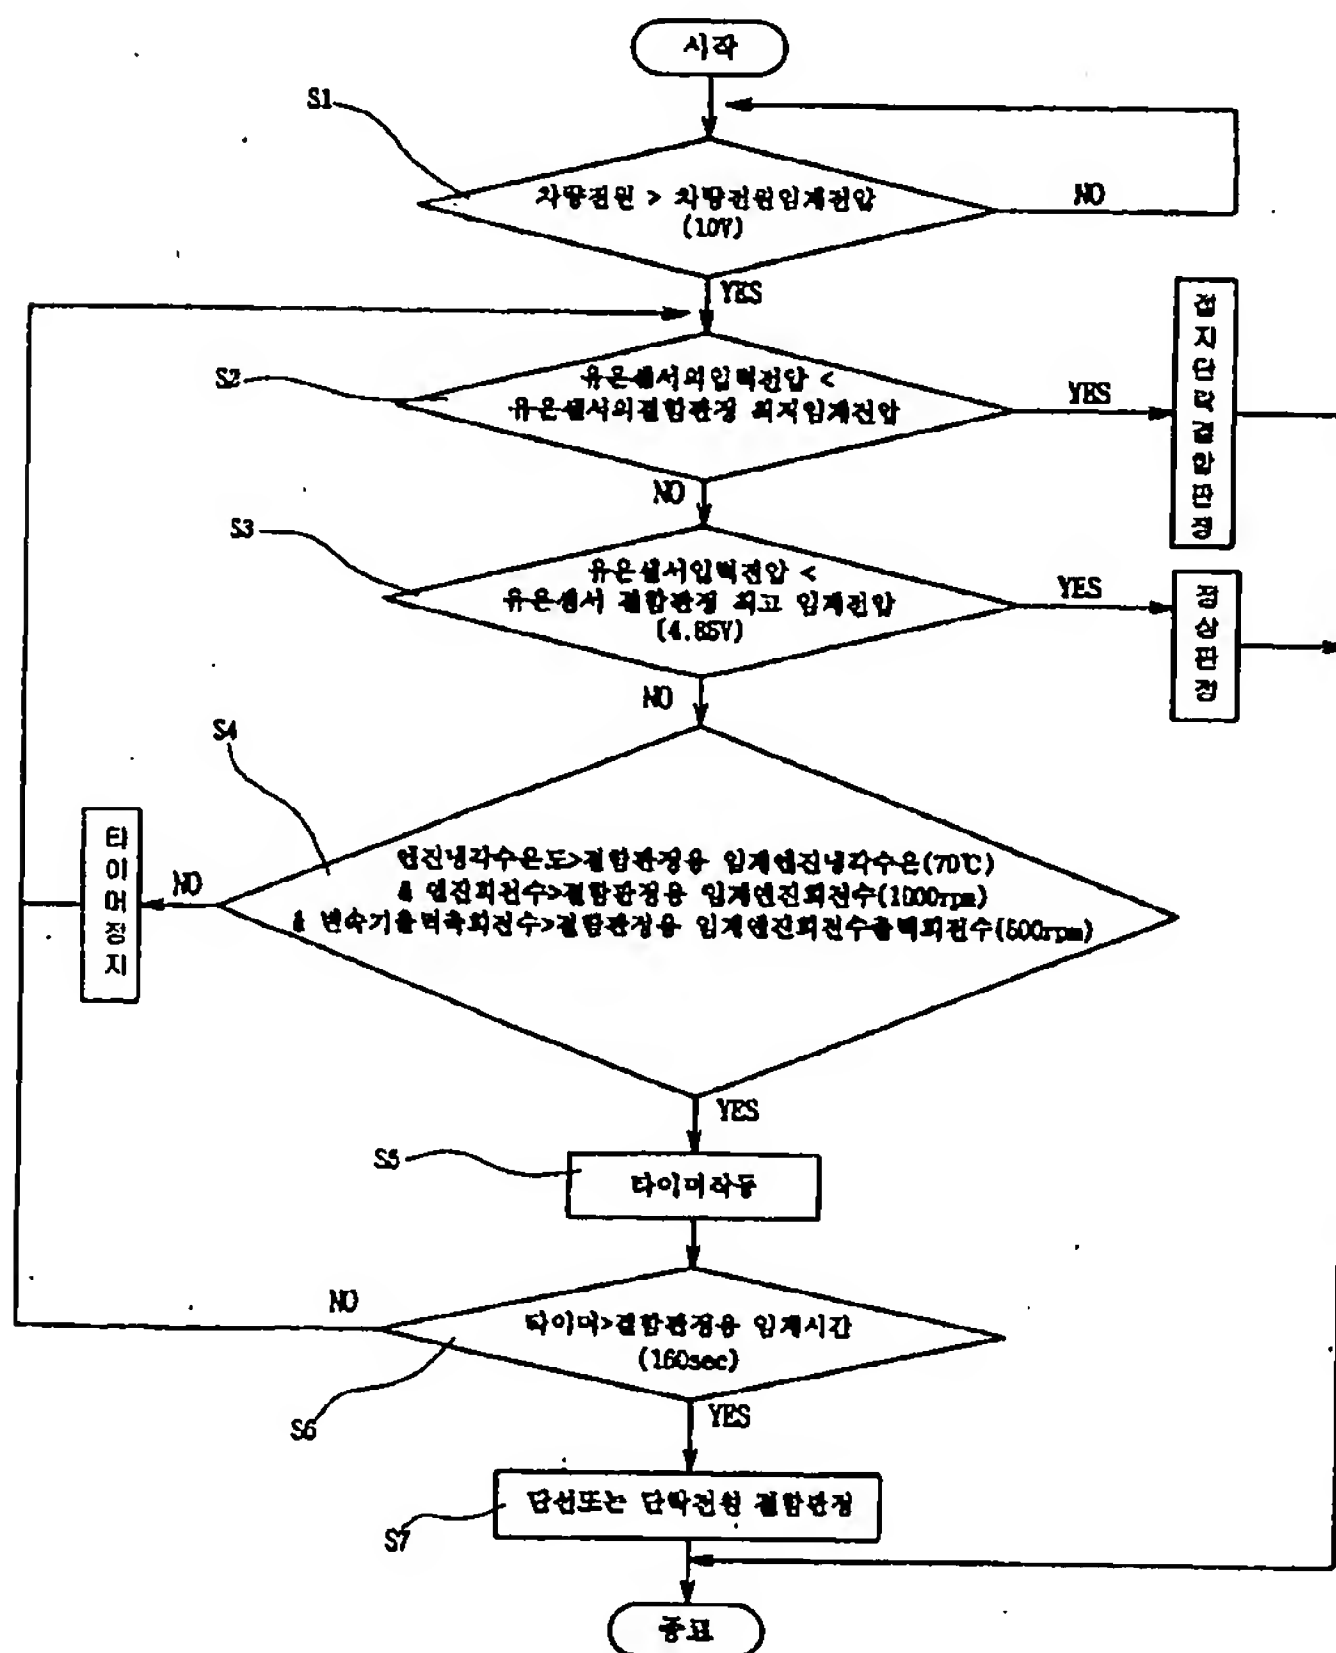 시작
S1
차량전원 > 차량전원임계전압
(10V)
NO
YES
S2
유온센서의입력전압 <
유온센서의결함판정 최저임계전압
YES
접지단락결함판정
NO
S3
유온센서입력전압 <
유온센서 결함판정 최고 임계전압
(4.85V)
YES
정상판정
NO
S4
엔진냉각수온도>결함판정용 임계엔진냉각수온(70℃)
& 엔진회전수>결함판정용 임계엔진회전수(1000rpm)
& 변속기출력축회전수>결함판정용 임계엔진회전수출력회전수(500rpm)
NO
타이머정지
YES
S5
타이머작동
NO
타이머>결함판정용 임계시간
(160sec)
S6
YES
단선또는 단락전원 결함판정
S7
종료